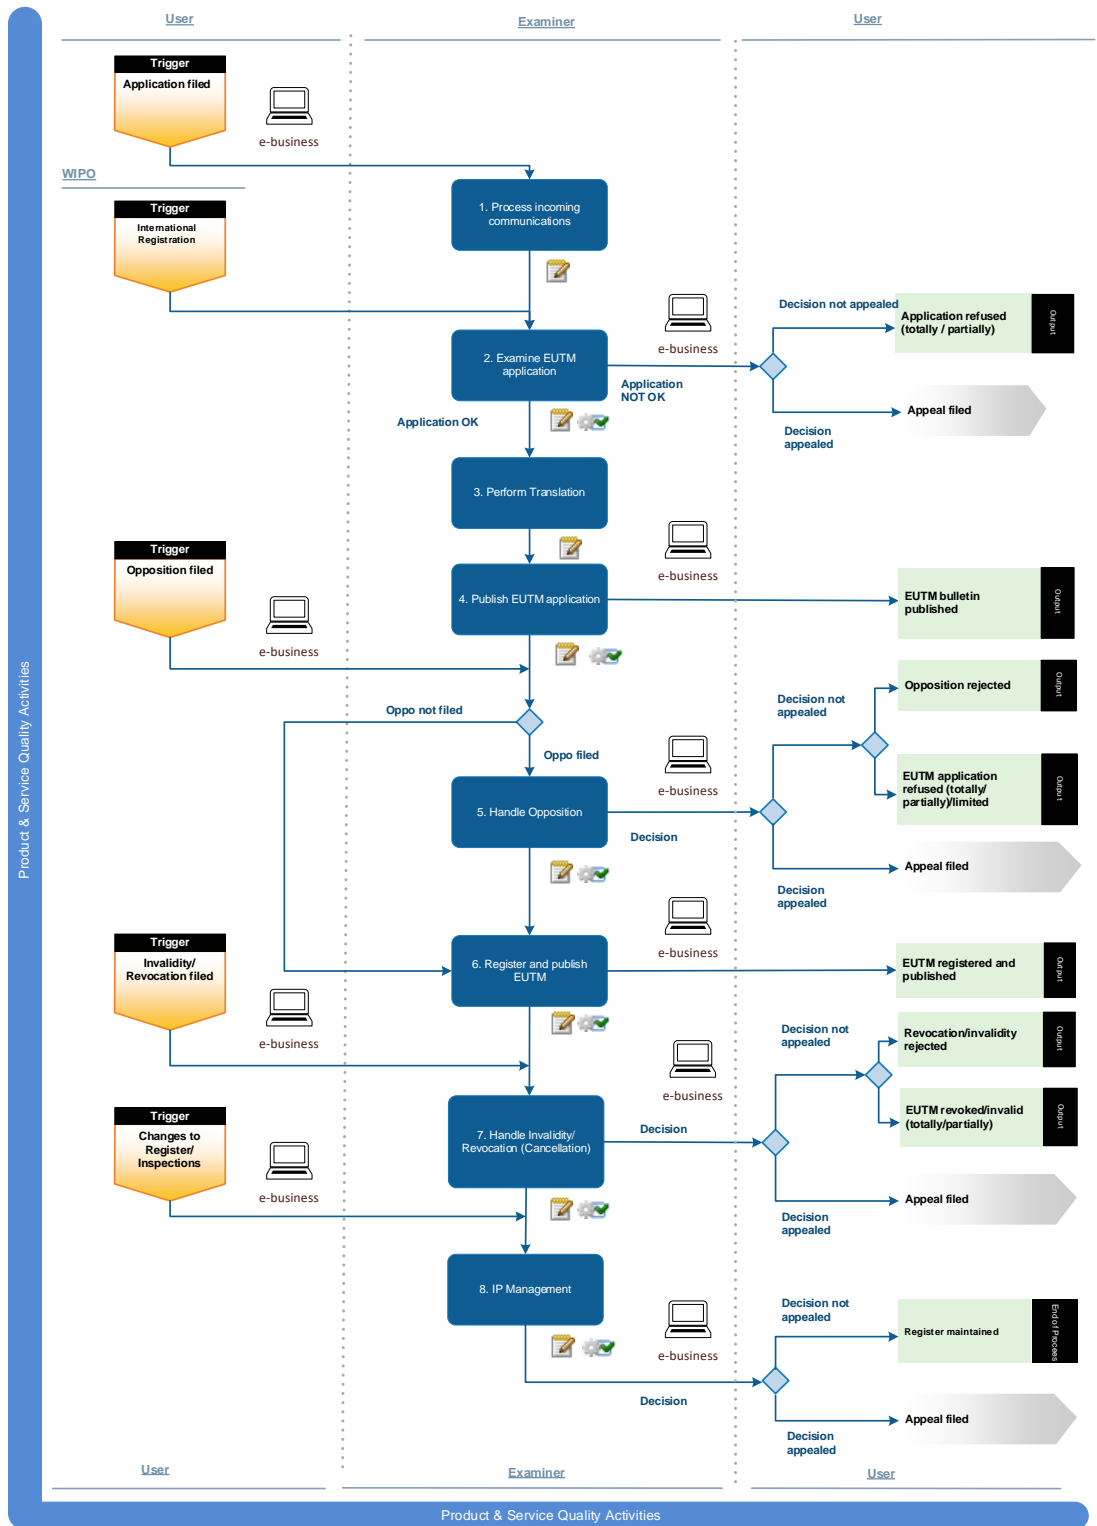 User
Examiner
User
Trigger
Application filed
e-business
WIPO
Trigger
International
Registration
1. Process incoming
communications
Decision not appealed
Application refused
(totally / partially)
Output
e-business
2. Examine EUTM
application
Application
NOT OK
Application OK
Appeal filed
Decision
appealed
3. Perform Translation
Trigger
Opposition filed
e-business
e-business
4. Publish EUTM application
EUTM bulletin
published
Output
Oppo not filed
Oppo filed
Decision not
appealed
Opposition rejected
Output
e-business
EUTM application
refused (totally/
partially)/limited
Output
5. Handle Opposition
Decision
Appeal filed
Decision
appealed
Product & Service Quality Activities
Trigger
Invalidity/
Revocation filed
e-business
e-business
6. Register and publish
EUTM
EUTM registered and
published
Output
Decision not
appealed
Revocation/invalidity
rejected
Output
e-business
EUTM revoked/invalid
(totally/partially)
Output
Trigger
Changes to
Register/
Inspections
e-business
7. Handle Invalidity/
Revocation (Cancellation)
Decision
Appeal filed
Decision
appealed
8. IP Management
Decision not
appealed
Register maintained
End of Procees
e-business
Decision
Appeal filed
Decision
appealed
User
Examiner
User
Product & Service Quality Activities